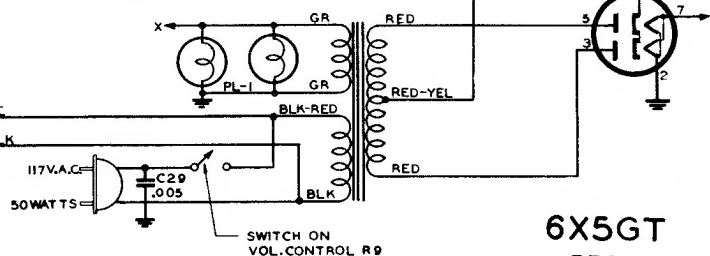 X
GR
RED
5
7
3
2
PL-1
GR
RED-YEL
BLK-RED
K
117V.A.C.
C29
.005
50WATTS
BLK
RED
SWITCH ON
VOL.CONTROL R9
6X5GT